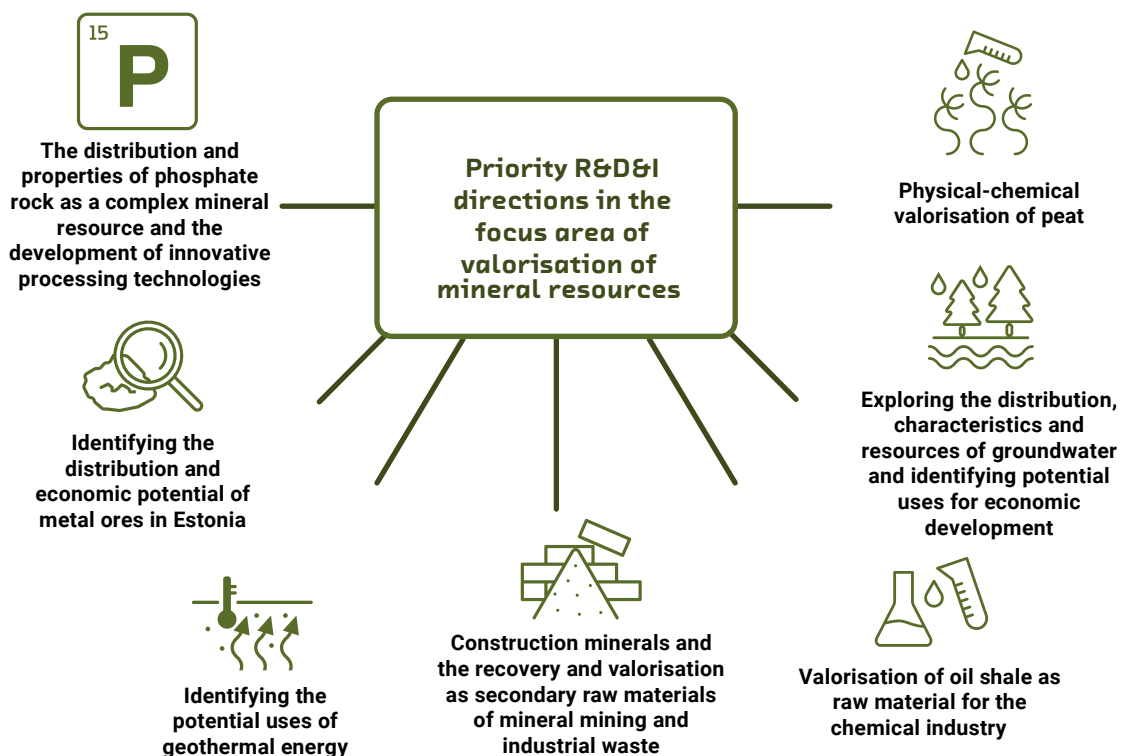 Priority R&D&I
directions in the
focus area of
valorisation of
mineral resources
15
P
The distribution and
properties of phosphate
rock as a complex mineral
resource and the
development of innovative
processing technologies
Identifying the
distribution and
economic potential of
metal ores in Estonia
Identifying the
potential uses of
geothermal energy
Construction minerals and
the recovery and valorisation
as secondary raw materials
of mineral mining and
industrial waste
Valorisation of oil shale as
raw material for the
chemical industry
Exploring the distribution,
characteristics and
resources of groundwater
and identifying potential
uses for economic
development
Physical-chemical
valorisation of peat